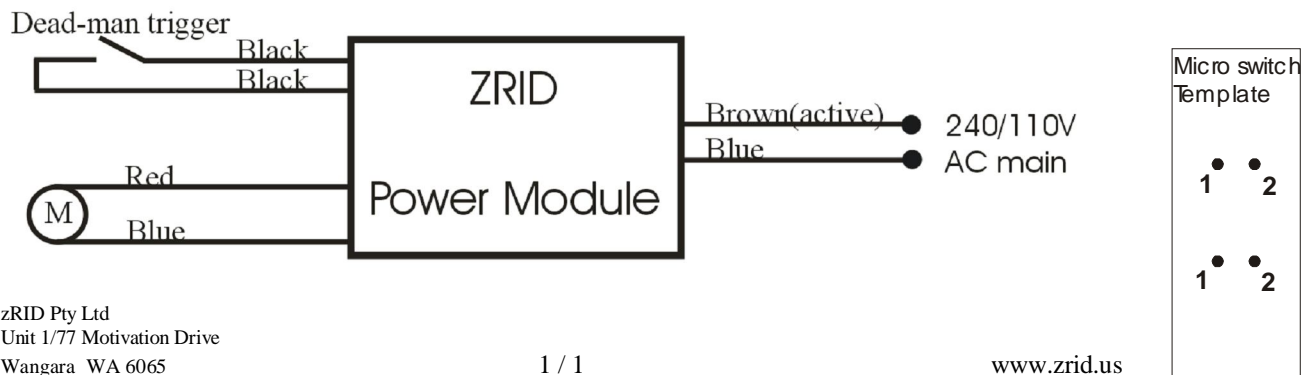 Dead-man trigger
Black
Black
ZRID
Power Module
Red
M
Blue
Brown(active)
Blue
240/110V
AC main
Micro switch
Template
1 2
1 2
zRID Pty Ltd
Unit 1/77 Motivation Drive
Wangara WA 6065
1 / 1
www.zrid.us